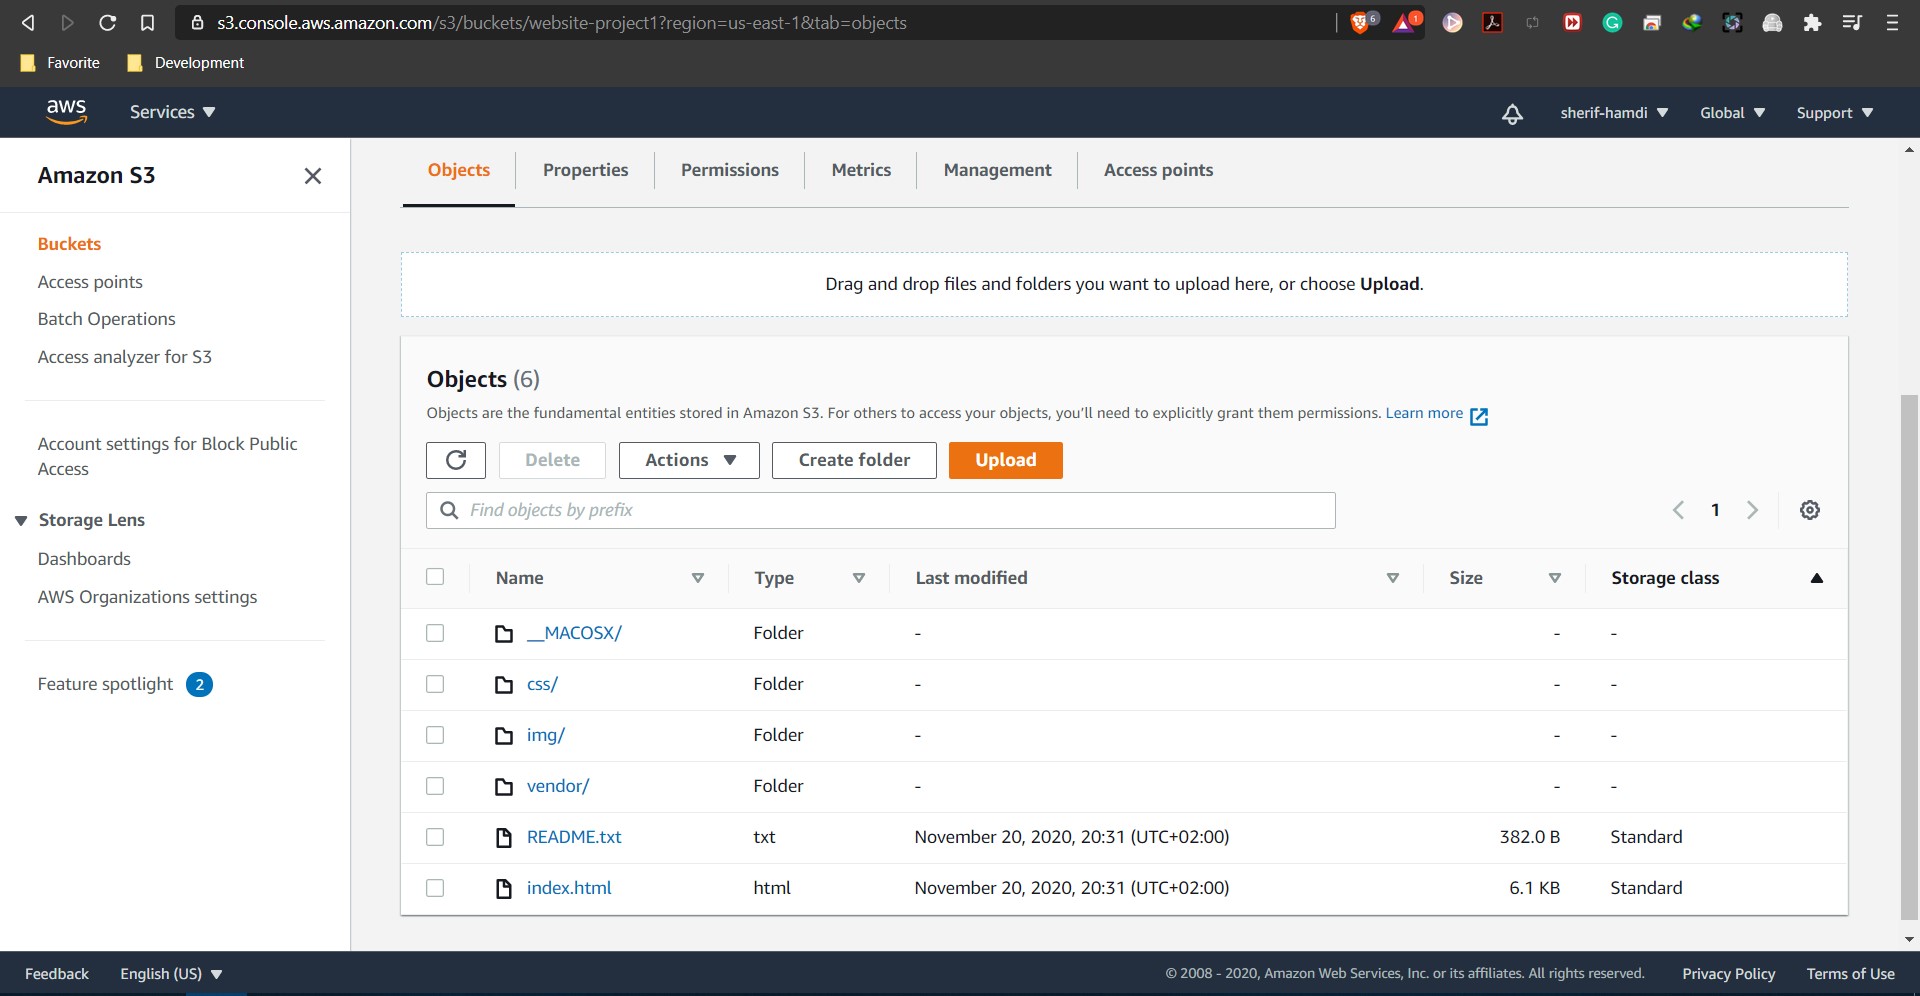 s3.console.aws.amazon.com/s3/buckets/website-project1?region=us-east-1&tab=objects
6
1
Favorite
Development
aws
Services
sherif-hamdi
Global
Support
Amazon S3
Buckets
Access points
Batch Operations
Access analyzer for S3
Account settings for Block Public
Access
Storage Lens
Dashboards
AWS Organizations settings
Feature spotlight 2
Objects
Properties
Permissions
Metrics
Management
Access points
Drag and drop files and folders you want to upload here, or choose Upload.
Objects (6)
Objects are the fundamental entities stored in Amazon S3. For others to access your objects, you'll need to explicitly grant them permissions. Learn more
Delete
Actions
Create folder
Upload
Find objects by prefix
1
Name Type Last modified Size Storage class
__MACOSX/ Folder - - -
css/ Folder - - -
img/ Folder - - -
vendor/ Folder - - -
README.txt txt November 20, 2020, 20:31 (UTC+02:00) 382.0 B Standard
index.html html November 20, 2020, 20:31 (UTC+02:00) 6.1 KB Standard
Feedback
English (US)
© 2008 - 2020, Amazon Web Services, Inc. or its affiliates. All rights reserved.
Privacy Policy
Terms of Use